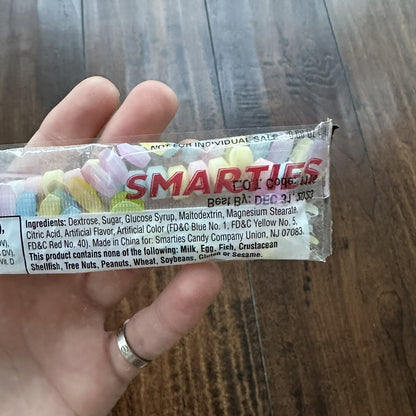 NOT FOR INDIVIDUAL SALE
SMARTIES
LOT Code:
Best By: DEC 31, 2023
Ingredients: Dextrose, Sugar, Glucose Syrup, Maltodextrin, Magnesium Stearate,
Citric Acid, Artificial Flavor, Artificial Color (FD&C Blue No. 1, FD&C Yellow No. 5,
FD&C Red No. 40). Made in China for: Smarties Candy Company Union, NJ 07083.
This product contains none of the following: Milk, Egg, Fish, Crustacean
Shellfish, Tree Nuts, Peanuts, Wheat, Soybeans, Gluten or Sesame.